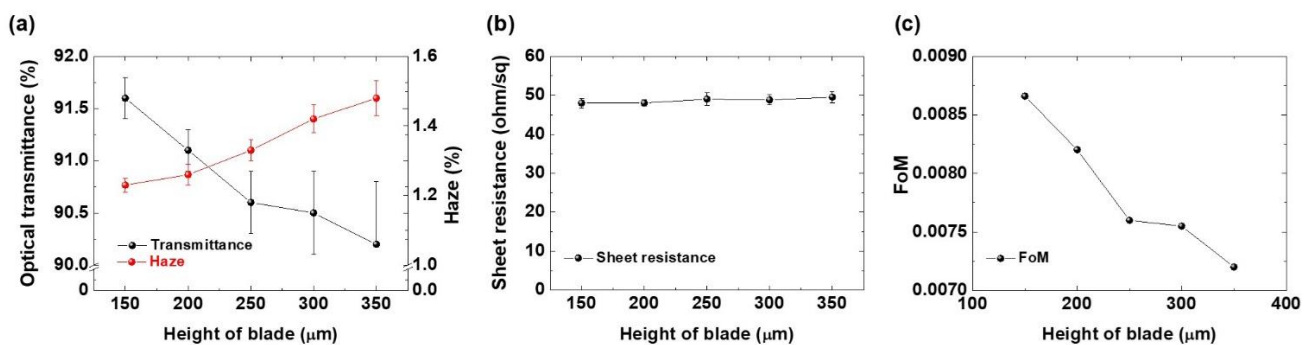 (a)
92.0
91.5
91.0
90.5
90.0
0
Optical transmittance (%)
1.6
1.4
1.2
1.0
0.0
Haze (%)
Transmittance
Haze
150 200 250 300 350
Height of blade (μm)
(b)
60
50
40
30
20
10
0
Sheet resistance (ohm/sq)
Sheet resistance
150 200 250 300 350
Height of blade (μm)
(c)
0.0090
0.0085
0.0080
0.0075
0.0070
FoM
FoM
100 200 300 400
Height of blade (μm)